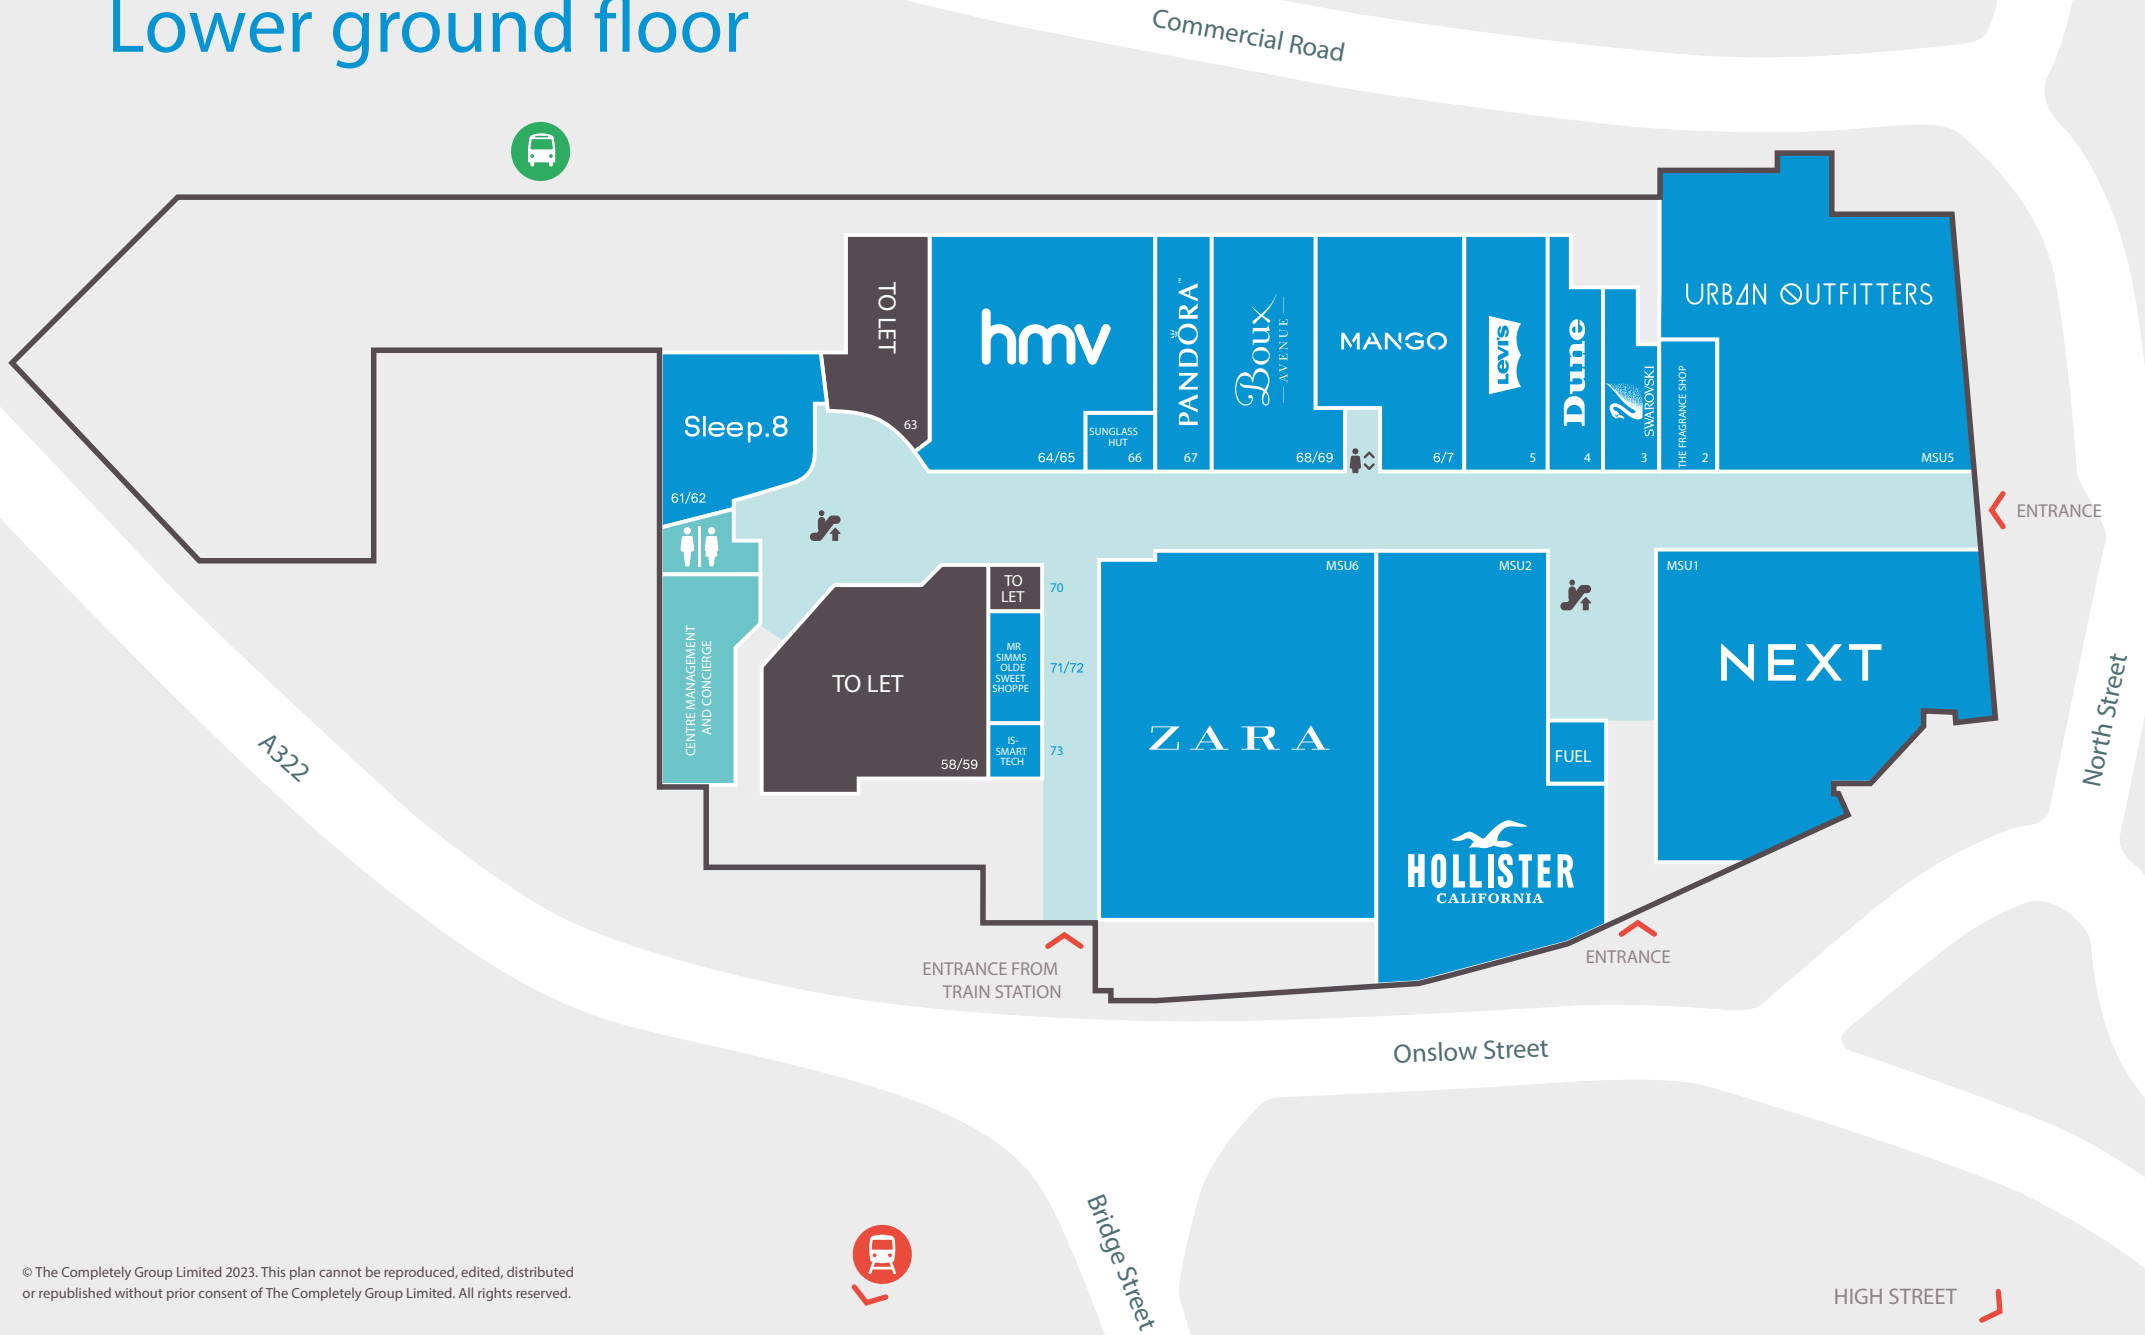 Lower ground floor
Commercial Road
TO LET
63
hmv
64/65
SUNGLASS
HUT
66
PANDORA™
67
Boux
AVENUE
68/69
MANGO
6/7
LEVI'S
5
Dune
4
SWAROVSKI
3
THE FRAGRANCE SHOP
2
URBAN OUTFITTERS
MSU5
Sleep.8
61/62
ENTRANCE
CENTRE MANAGEMENT
AND CONCIERGE
TO LET
58/59
TO
LET
70
MR
SIMMS
OLDE
SWEET
SHOPPE
71/72
IS-
SMART
TECH
73
MSU6
ZARA
MSU2
HOLLISTER
CALIFORNIA
FUEL
MSU1
NEXT
North Street
A322
ENTRANCE FROM
TRAIN STATION
ENTRANCE
Onslow Street
Bridge Street
© The Completely Group Limited 2023. This plan cannot be reproduced, edited, distributed
or republished without prior consent of The Completely Group Limited. All rights reserved.
HIGH STREET